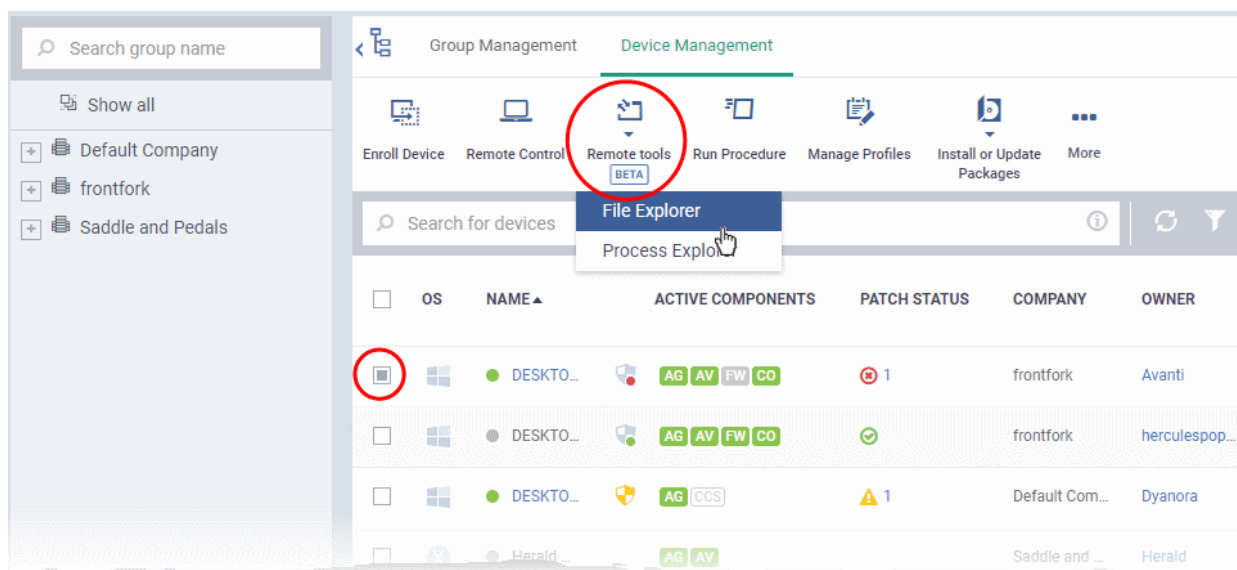 Search group name
Group Management
Device Management
Show all
Default Company
frontfork
Saddle and Pedals
Enroll Device
Remote Control
Remote tools
BETA
Run Procedure
Manage Profiles
Install or Update
Packages
More
Search for devices
File Explorer
Process Explorer
OS NAME ACTIVE COMPONENTS PATCH STATUS COMPANY OWNER
DESKTO... AG AV FW CO 1 frontfork Avanti
DESKTO... AG AV FW CO frontfork herculespop...
DESKTO... AG CCS 1 Default Com... Dyanora
Herald ... AG AV Saddle and ... Herald